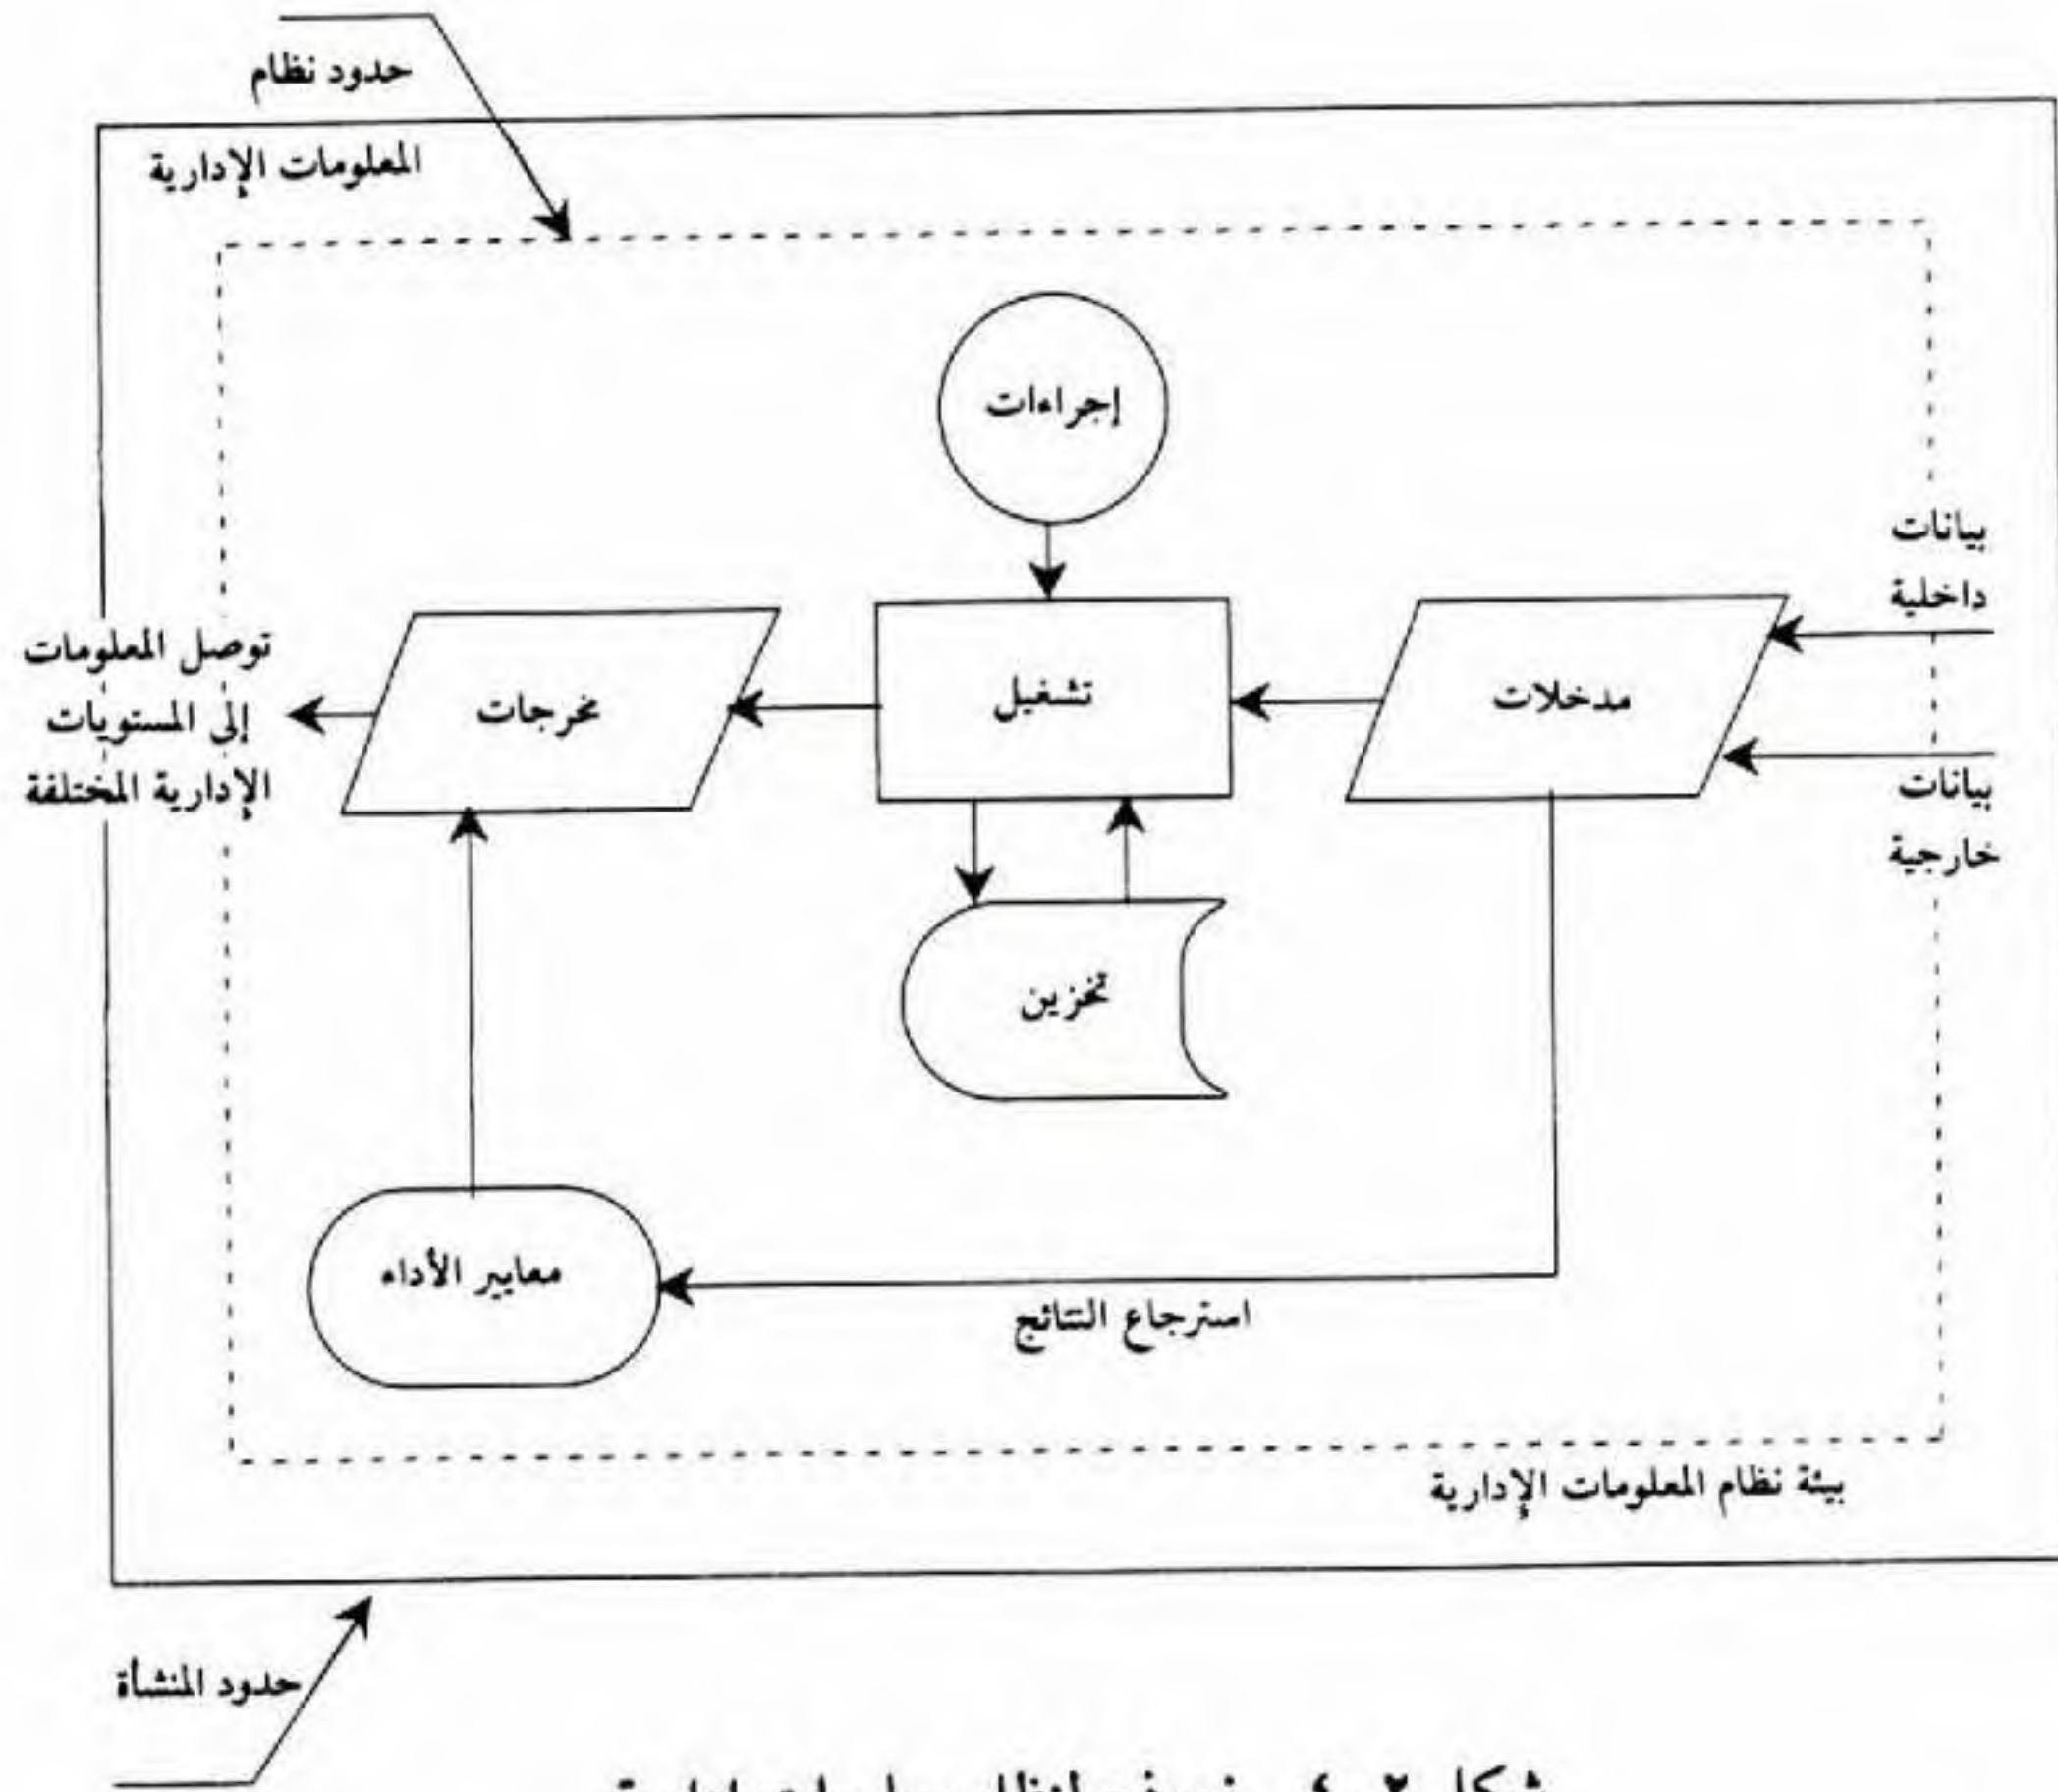 حدود نظام
المعلومات الإدارية
إجراءات
بيانات
داخلية
مدخلات
تشغيل
مخرجات
توصل المعلومات
إلى المستويات
الإدارية المختلفة
بيانات
خارجية
تخزين
معايير الأداء
استرجاع النتائج
بيئة نظام المعلومات الإدارية
حدود المنشأة